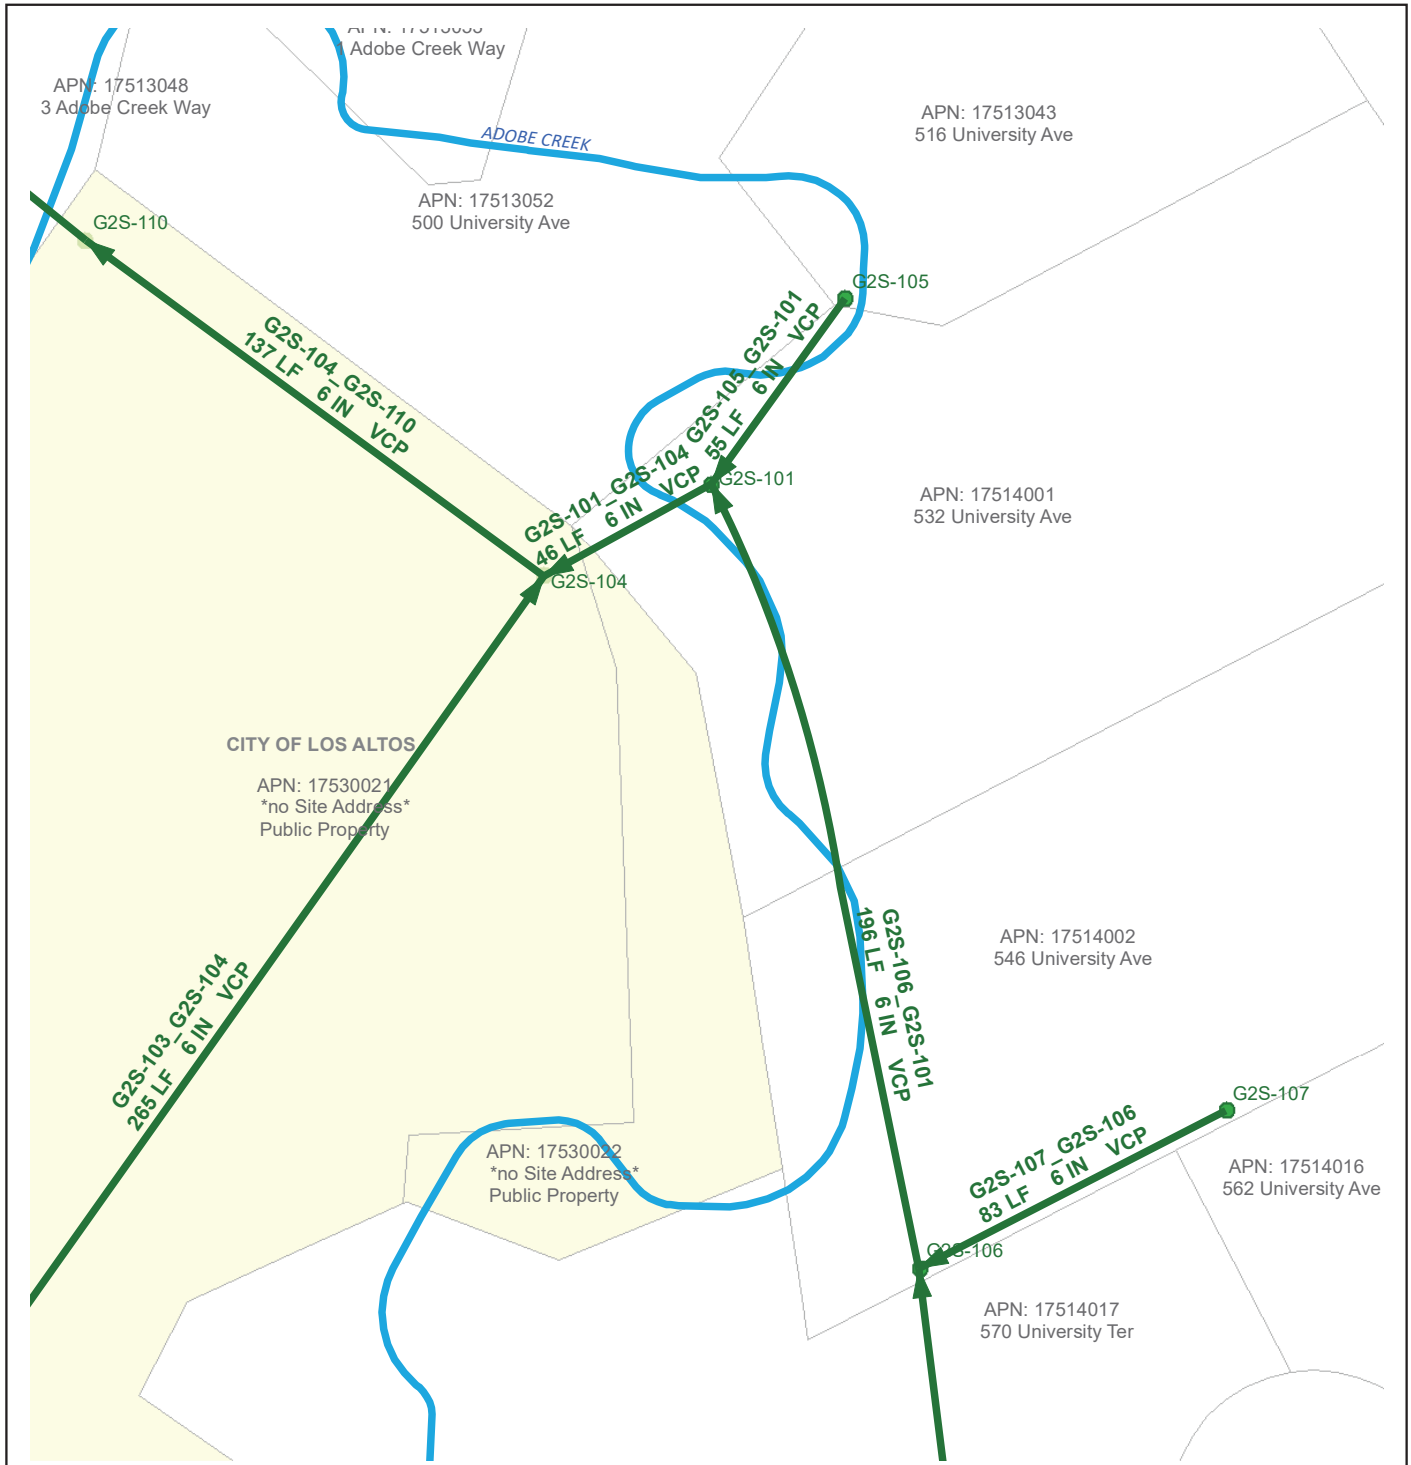 APN: 17513053
1 Adobe Creek Way
APN: 17513048
3 Adobe Creek Way
APN: 17513043
516 University Ave
ADOBE CREEK
APN: 17513052
500 University Ave
G2S-110
G2S-105
G2S-104_G2S-110
137 LF 6 IN VCP
G2S-105_G2S-101
55 LF 6 IN VCP
G2S-101_G2S-104
46 LF 6 IN VCP
G2S-101
APN: 17514001
532 University Ave
G2S-104
CITY OF LOS ALTOS
APN: 17530021
*no Site Address*
Public Property
G2S-106_G2S-101
196 LF 6 IN VCP
APN: 17514002
546 University Ave
G2S-103_G2S-104
265 LF 6 IN VCP
G2S-107
G2S-107_G2S-106
83 LF 6 IN VCP
APN: 17530022
*no Site Address*
Public Property
APN: 17514016
562 University Ave
G2S-106
APN: 17514017
570 University Ter